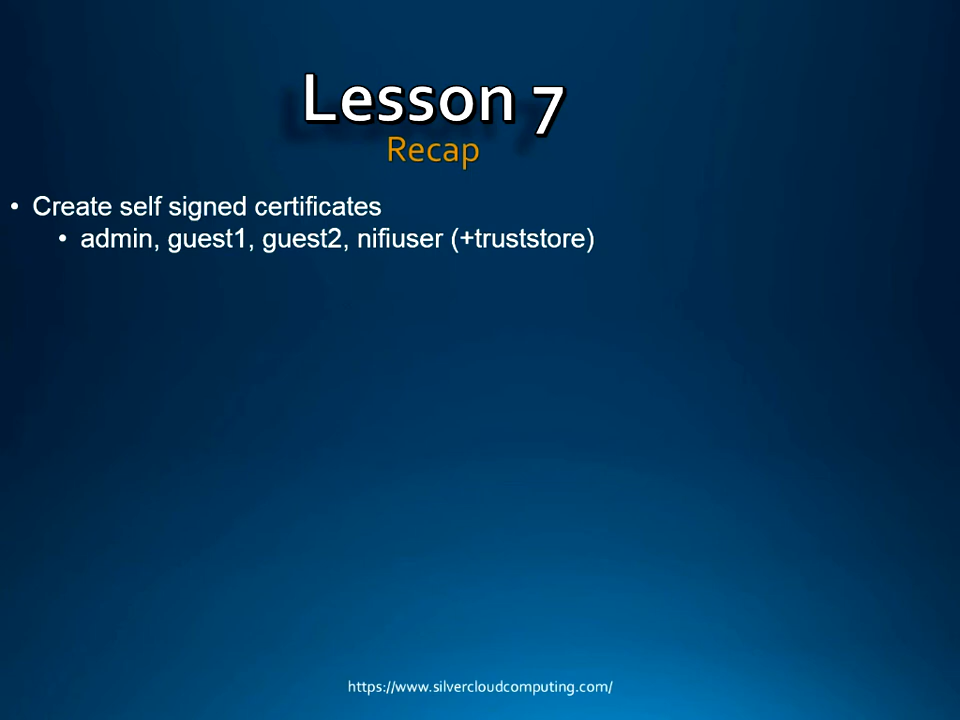 Lesson 7
Recap
• Create self signed certificates
• admin, guest1, guest2, nifiuser (+truststore)
https://www.silvercloudcomputing.com/